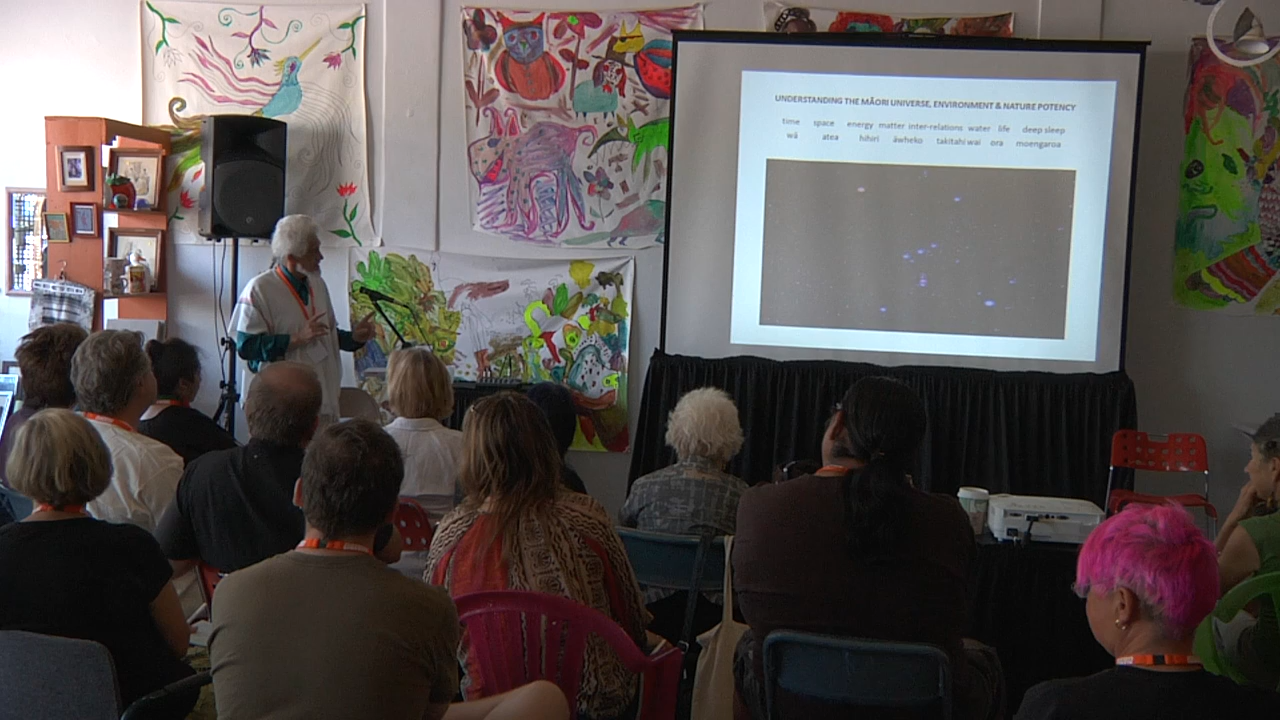 UNDERSTANDING THE MĀORI UNIVERSE, ENVIRONMENT & NATURE POTENCY
time space energy matter inter-relations water life deep sleep
wā atea hihiri āwheko takitahi wai ora moengaroa